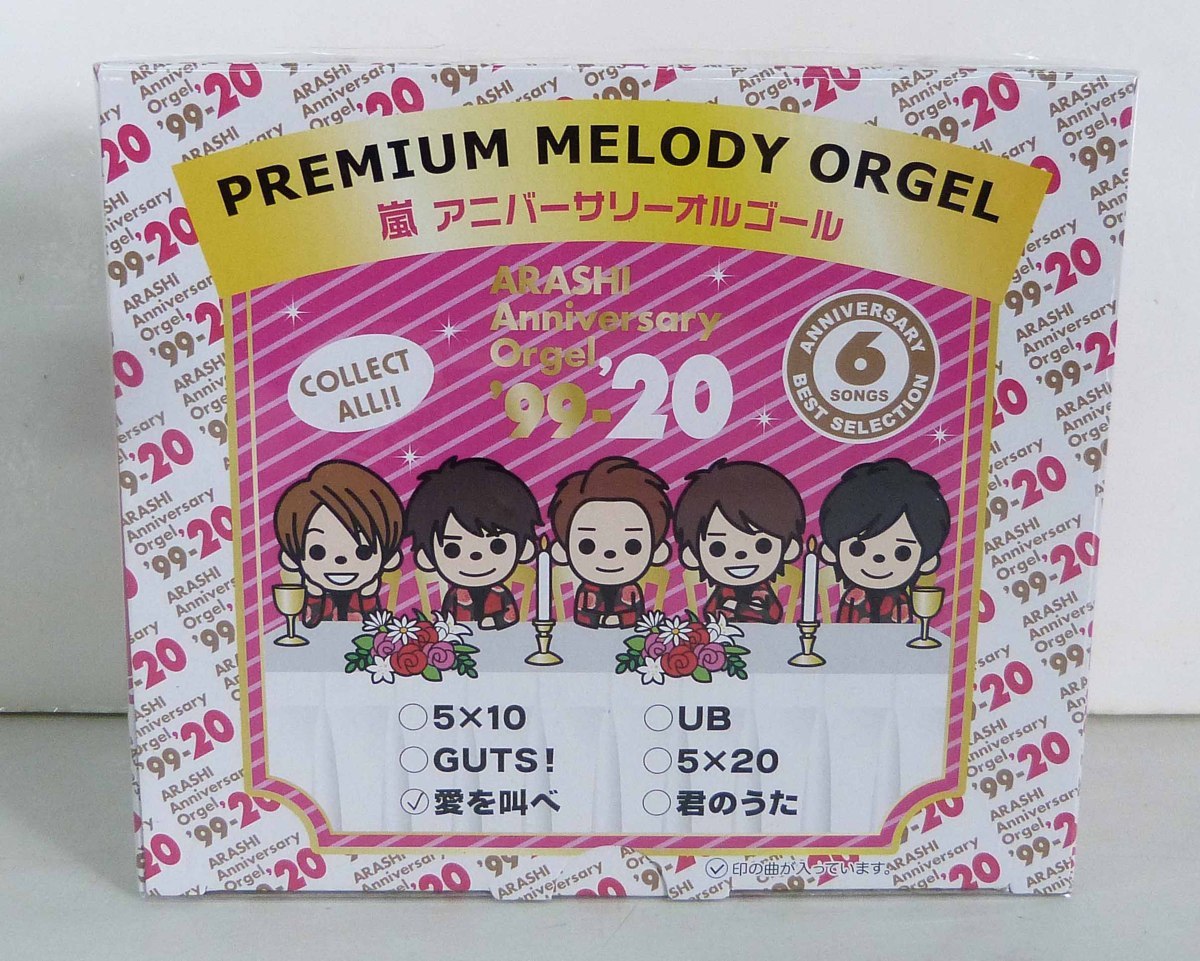 PREMIUM MELODY ORGEL
嵐 アニバーサリーオルゴール
ARASHI
Anniversary
Orgel,
'99-'20
COLLECT
ALL!!
ANNIVERSARY
6
SONGS
BEST SELECTION
5×10
UB
GUTS!
5×20
愛を叫べ
君のうた
印の曲が入っています。